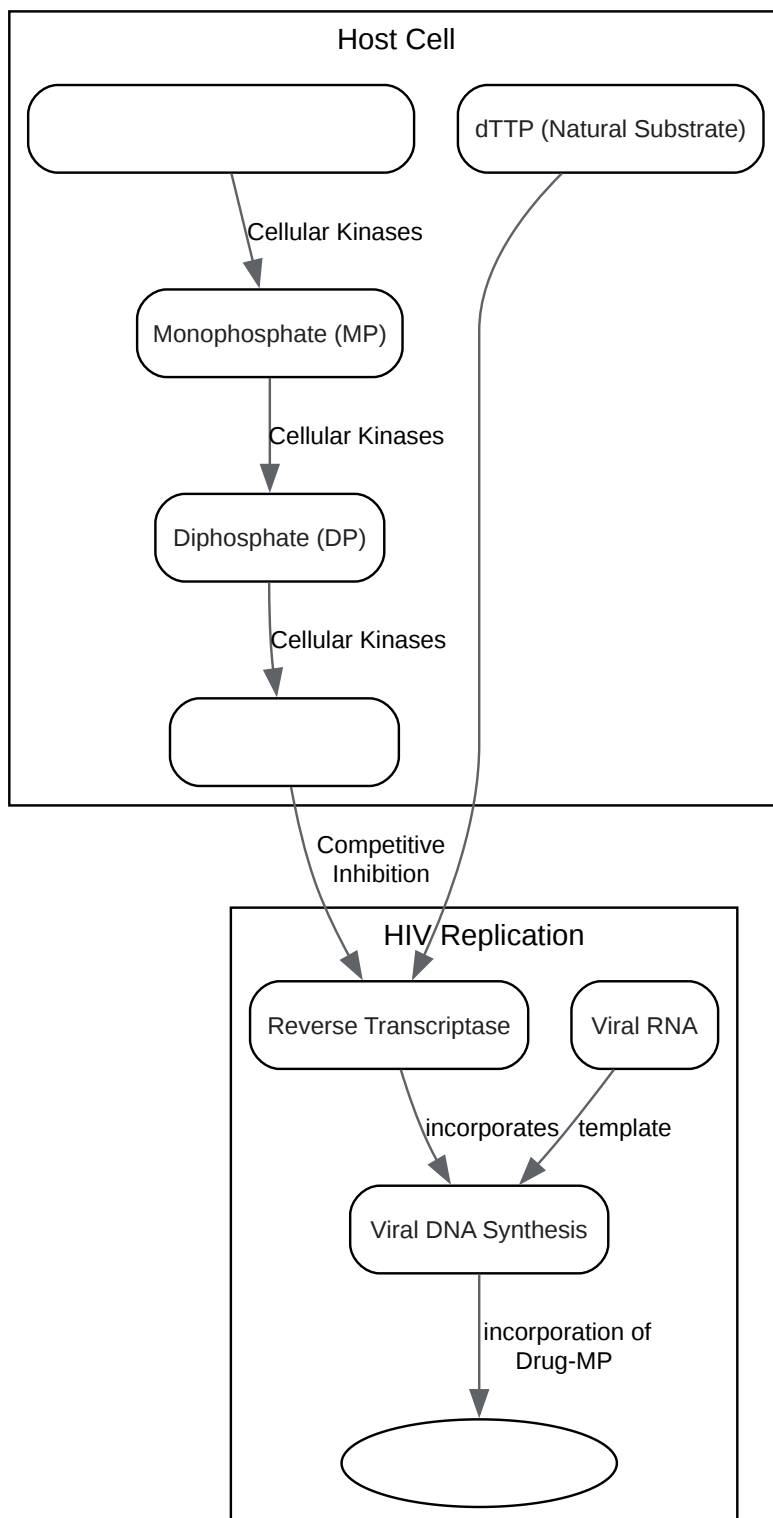 Host Cell
dTTP (Natural Substrate)
Cellular Kinases
Monophosphate (MP)
Cellular Kinases
Diphosphate (DP)
Cellular Kinases
Competitive
Inhibition
HIV Replication
Reverse Transcriptase
Viral RNA
incorporates
template
Viral DNA Synthesis
incorporation of
Drug-MP